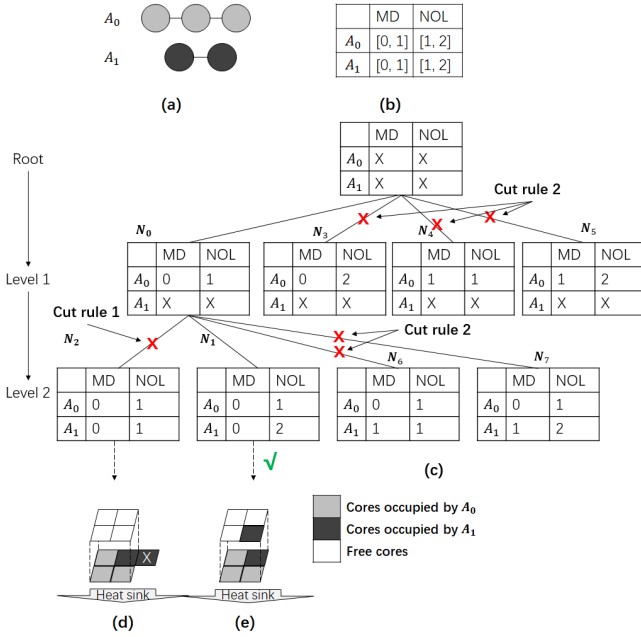 A₀
A₁
(a)
MD NOL
A₀ [0, 1] [1, 2]
A₁ [0, 1] [1, 2]
(b)
Root
MD NOL
A₀ X X
A₁ X X
X X X
Cut rule 2
N₀ N₃ N₄ N₅
Level 1
MD NOL
A₀ 0 1
A₁ X X
MD NOL
A₀ 0 2
A₁ X X
MD NOL
A₀ 1 1
A₁ X X
MD NOL
A₀ 1 2
A₁ X X
Cut rule 1
X
X
X
Cut rule 2
N₂ N₁ N₆ N₇
Level 2
MD NOL
A₀ 0 1
A₁ 0 1
MD NOL
A₀ 0 1
A₁ 0 2
MD NOL
A₀ 0 1
A₁ 1 1
MD NOL
A₀ 0 1
A₁ 1 2
√
(c)
Cores occupied by A₀
Cores occupied by A₁
Free cores
X
Heat sink Heat sink
(d) (e)